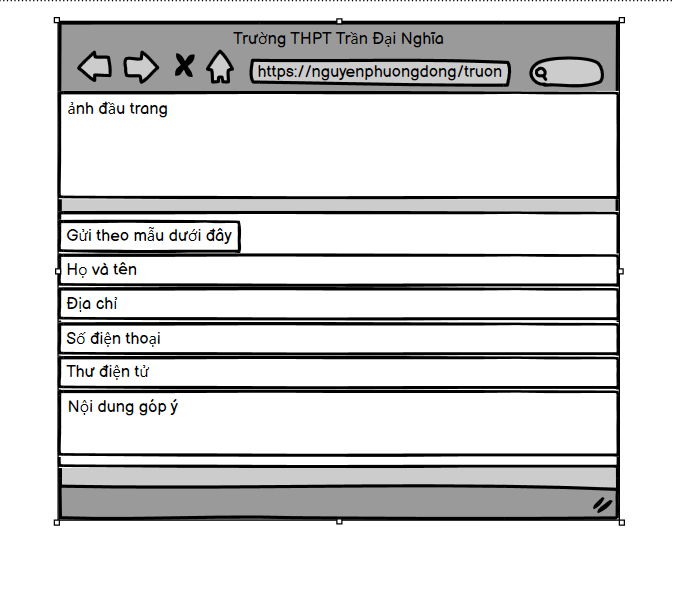 Trường THPT Trần Đại Nghĩa
https://nguyenphuongdong/truon
ảnh đầu trang
Gửi theo mẫu dưới đây
Họ và tên
Địa chỉ
Số điện thoại
Thư điện tử
Nội dung góp ý